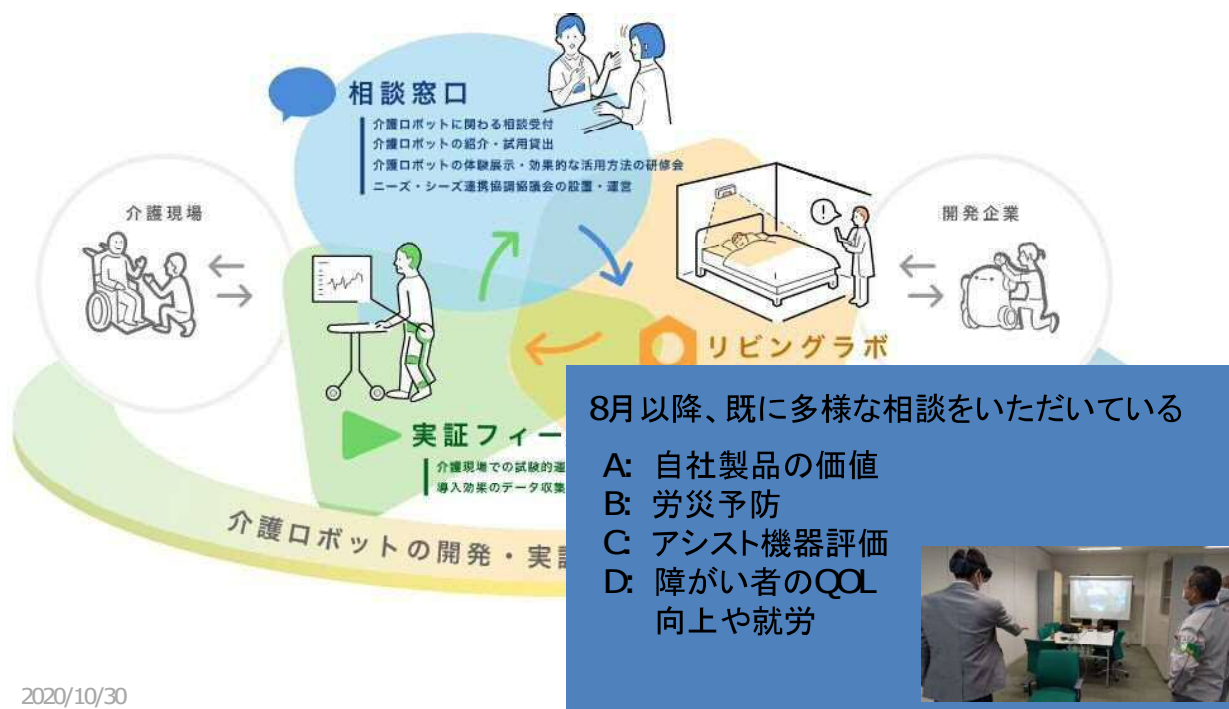 相談窓口
介護ロボットに関わる相談受付
介護ロボットの紹介・試用貸出
介護ロボットの体験展示・効果的な活用方法の研修会
ニーズ・シーズ連携協調協議会の設置・運営
介護現場
開発企業
リビングラボ
実証フィー
介護現場での試験的運
導入効果のデータ収集
介護ロボットの開発・実証
8月以降、既に多様な相談をいただいている
A: 自社製品の価値
B: 労災予防
C: アシスト機器評価
D: 障がい者のQOL
向上や就労
2020/10/30